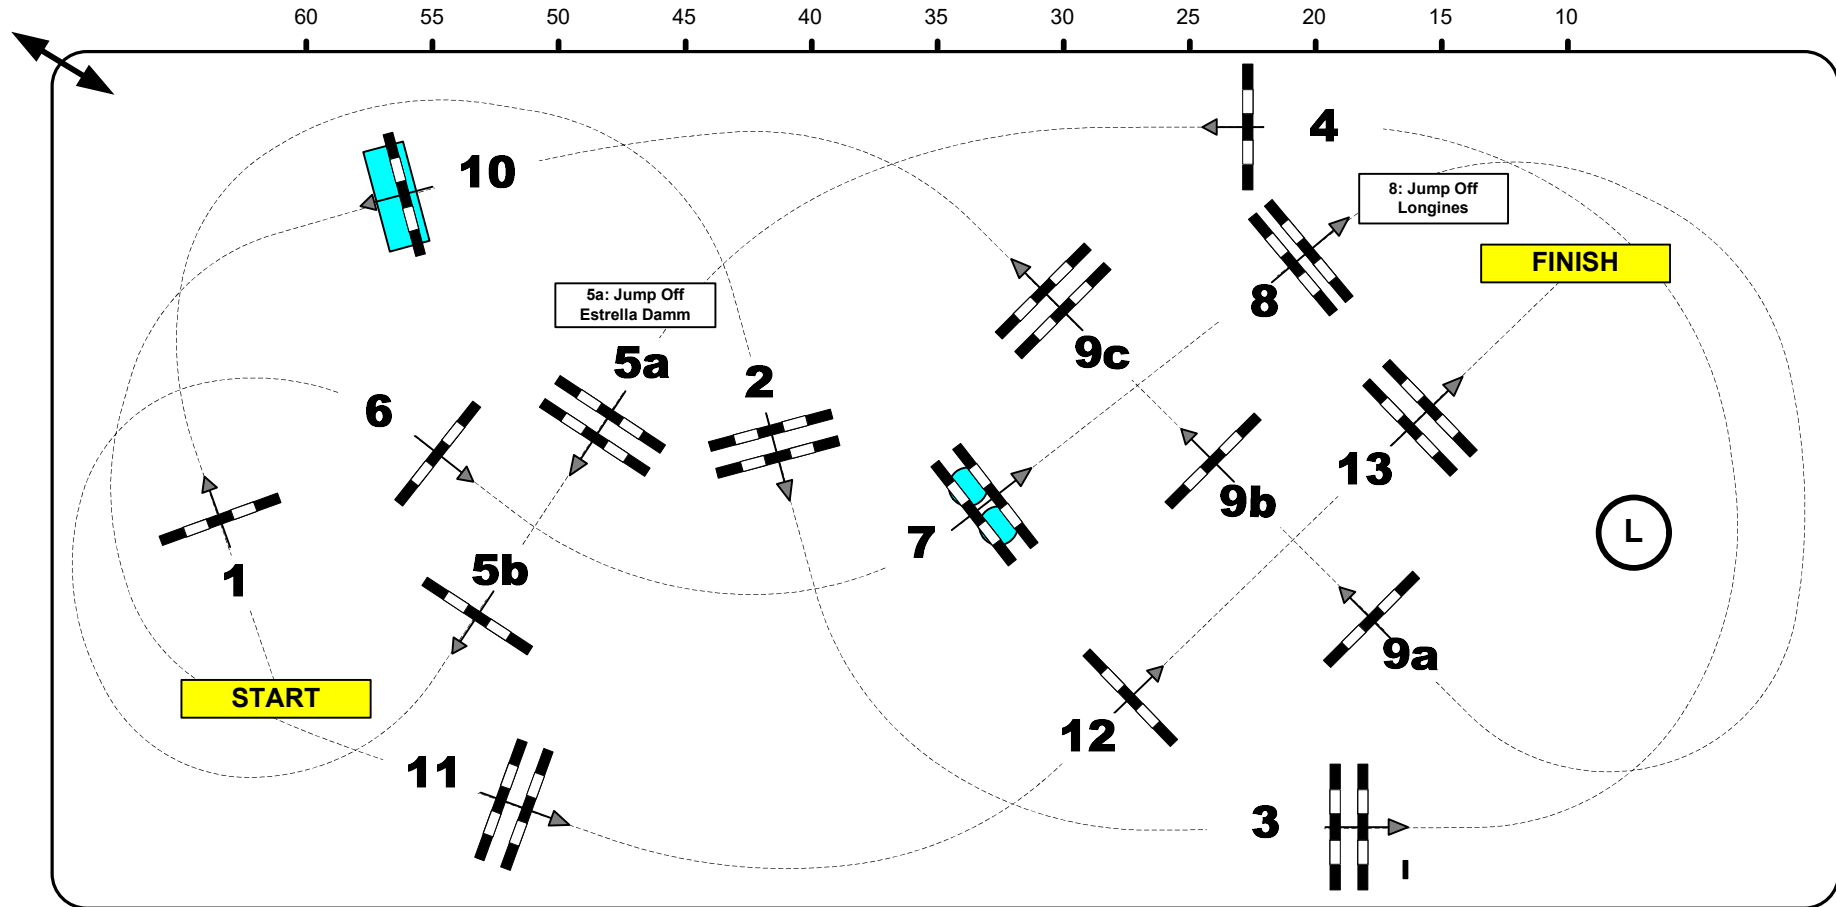 60 55 50 45 40 35 30 25 20 15 10
4
10
8: Jump Off
Longines
FINISH
5a: Jump Off
Estrella Damm
8
5a
9c
2
6
13
9b
7
L
5b
1
9a
START
12
11
3
I